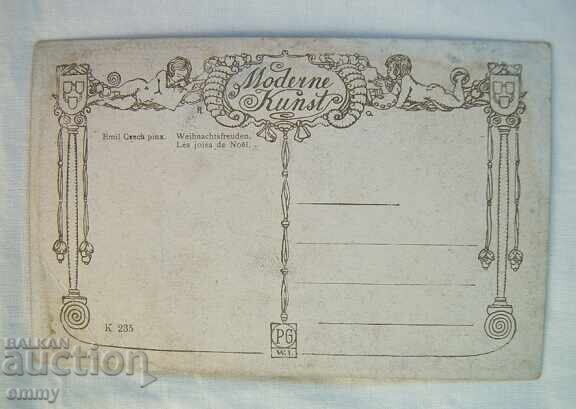 Moderne
Kunst
Emil Czech pinx. Weihnachtsfreuden.
Les joies de Noël.
K 235
PG
W.I.
BALKAN
auction
ommy